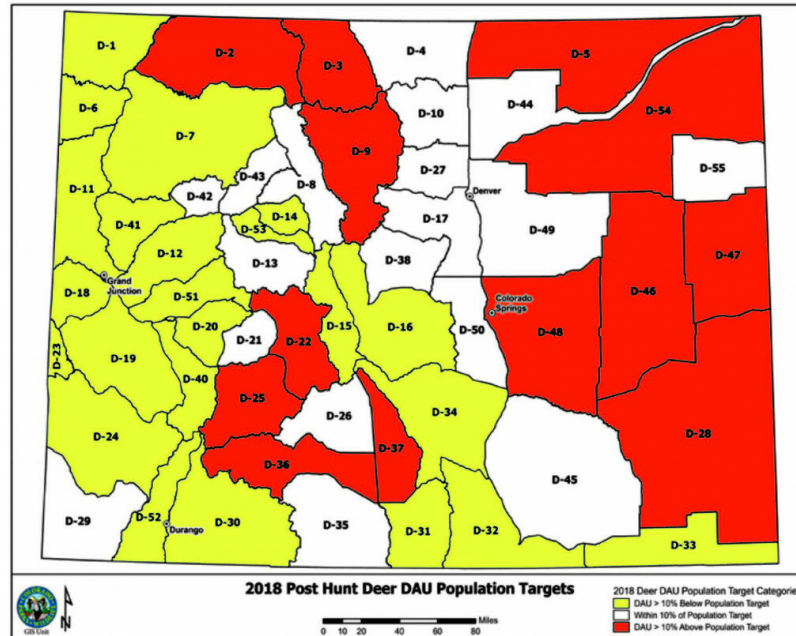 D-1
D-2
D-3
D-4
D-5
D-6
D-7
D-9
D-10
D-44
D-54
D-55
D-11
D-42
D-43
D-8
D-27
Denver
D-41
D-14
D-53
D-17
D-49
D-12
D-13
D-38
D-46
D-47
Grand
Junction
D-18
D-51
Colorado
Springs
D-20
D-21
D-22
D-15
D-16
D-50
D-48
D-23
D-19
D-40
D-25
D-26
D-34
D-28
D-24
D-37
D-36
D-45
D-29
D-52
Durango
D-30
D-35
D-31
D-32
D-33
GIS Unit
2018 Post Hunt Deer DAU Population Targets
Miles
0 10 20 40 60 80
2018 Deer DAU Population Target Categorie
DAU > 10% Below Population Target
Within 10% of Population Target
DAU > 10% Above Population Target